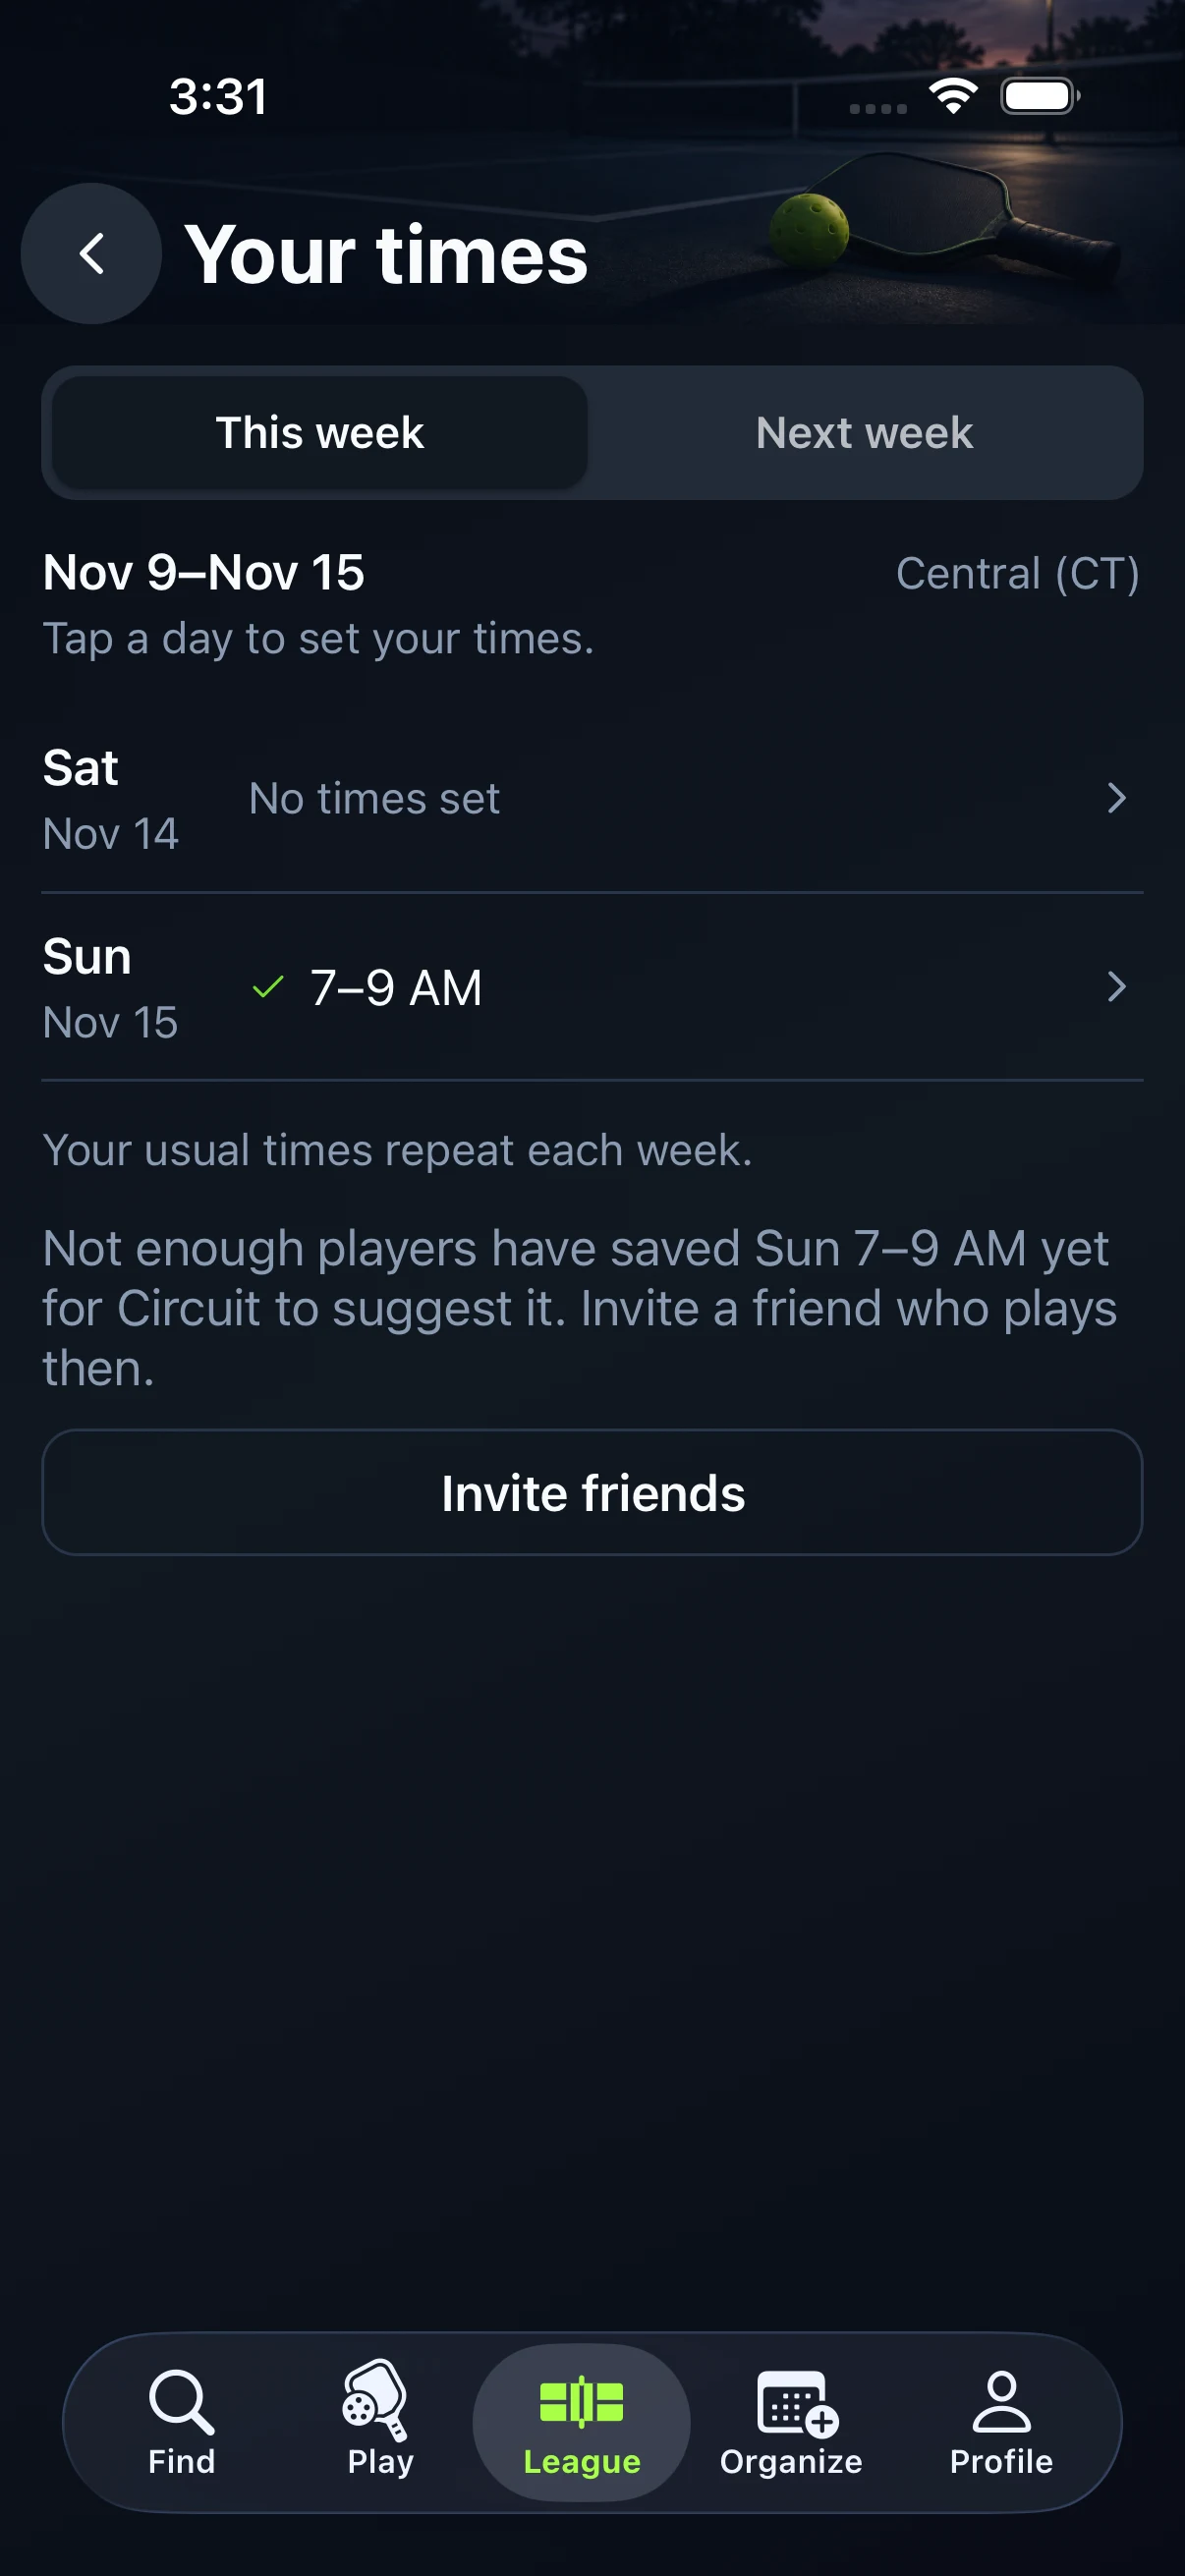 3:31
Your times
This week
Next week
Nov 9–Nov 15
Central (CT)
Tap a day to set your times.
Sat
No times set
Nov 14
Sun
7–9 AM
Nov 15
Your usual times repeat each week.
Not enough players have saved Sun 7–9 AM yet
for Circuit to suggest it. Invite a friend who plays
then.
Invite friends
Find
Play
League
Organize
Profile